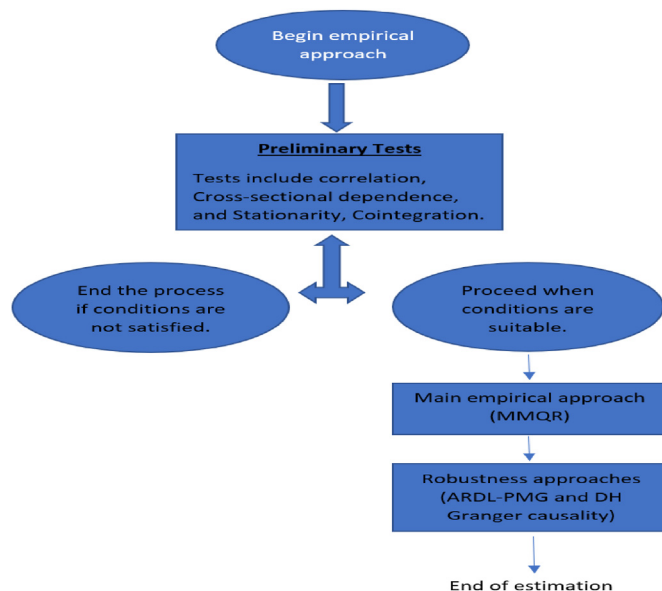 Begin empirical
approach
Preliminary Tests
Tests include correlation,
Cross-sectional dependence,
and Stationarity, Cointegration.
End the process
if conditions are
not satisfied.
Proceed when
conditions are
suitable.
Main empirical approach
(MMQR)
Robustness approaches
(ARDL-PMG and DH
Granger causality)
End of estimation